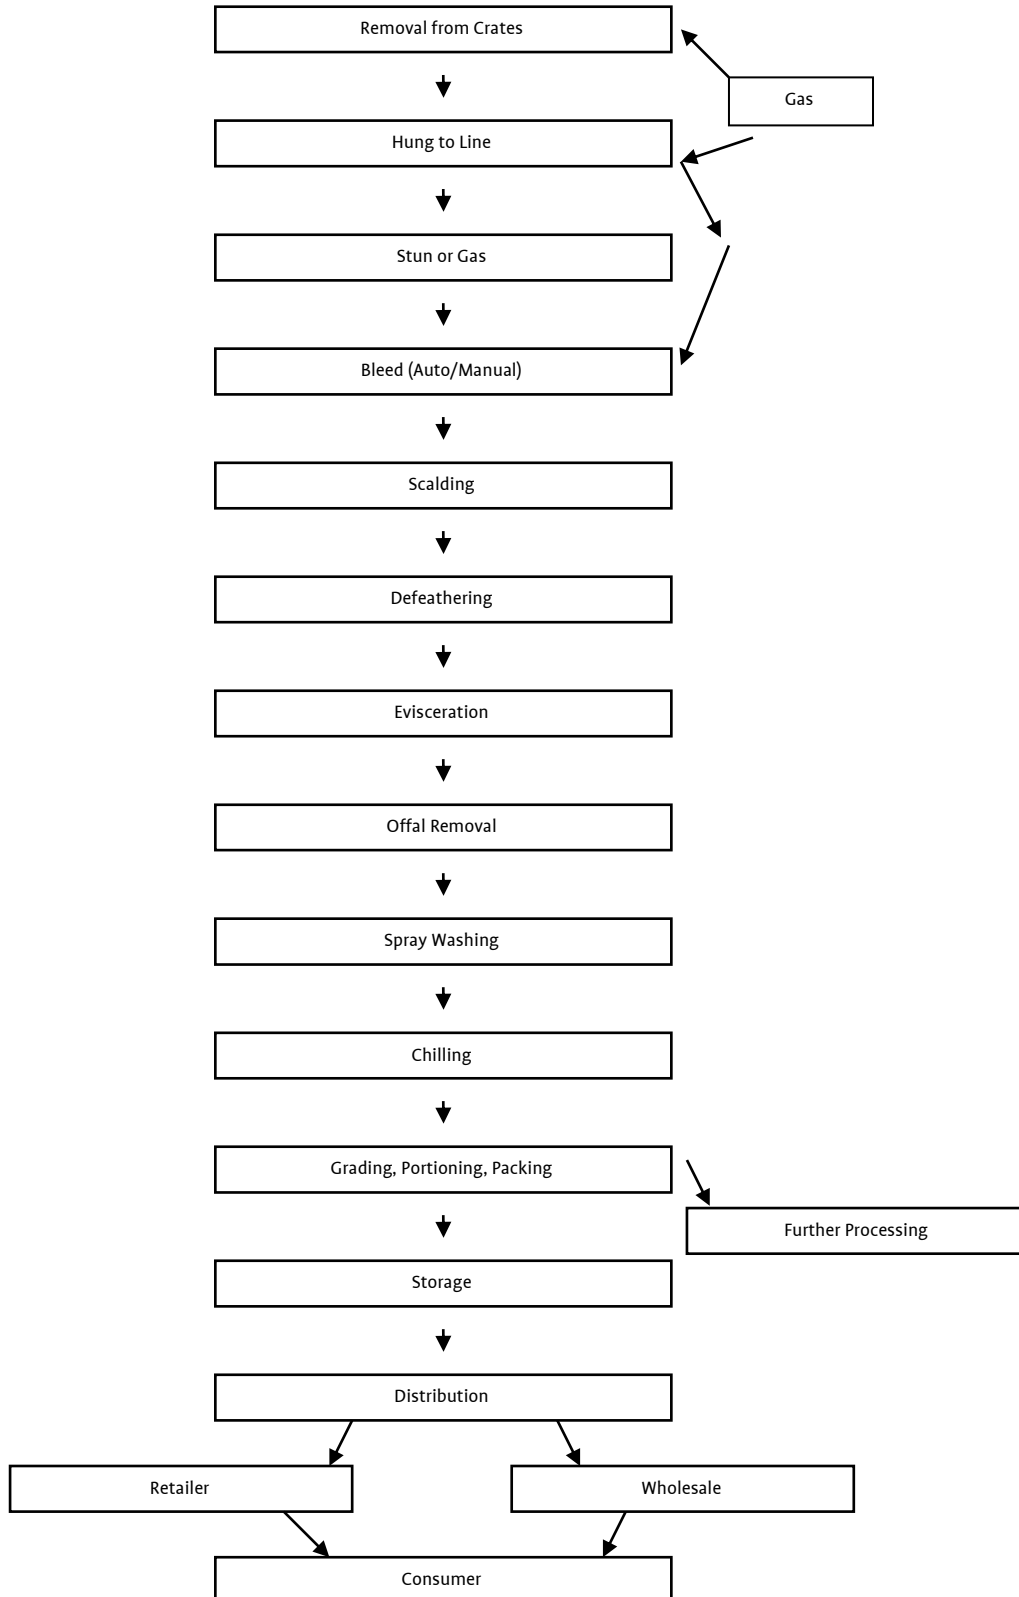 Removal from Crates
Gas
Hung to Line
Stun or Gas
Bleed (Auto/Manual)
Scalding
Defeathering
Evisceration
Offal Removal
Spray Washing
Chilling
Grading, Portioning, Packing
Further Processing
Storage
Distribution
Retailer
Wholesale
Consumer